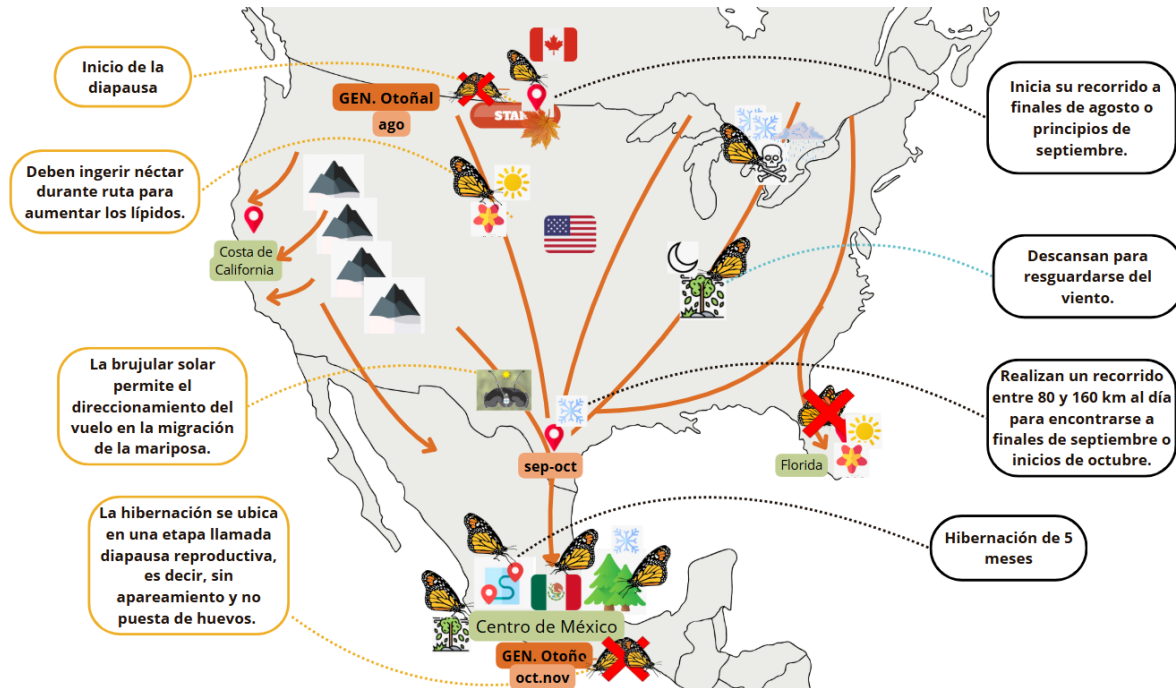 Inicio de la
diapausa
GEN. Otoñal
ago
Inicia su recorrido a
finales de agosto o
principios de
septiembre.
Deben ingerir néctar
durante ruta para
aumentar los lípidos.
Costa de
California
Descansan para
resguardarse del
viento.
La brujular solar
permite el
direccionamiento del
vuelo en la migración
de la mariposa.
Realizan un recorrido
entre 80 y 160 km al día
para encontrarse a
finales de septiembre o
inicios de octubre.
sep-oct
Florida
La hibernación se ubica
en una etapa llamada
diapausa reproductiva,
es decir, sin
apareamiento y no
puesta de huevos.
Hibernación de 5
meses
Centro de México
GEN. Otoño
oct.nov